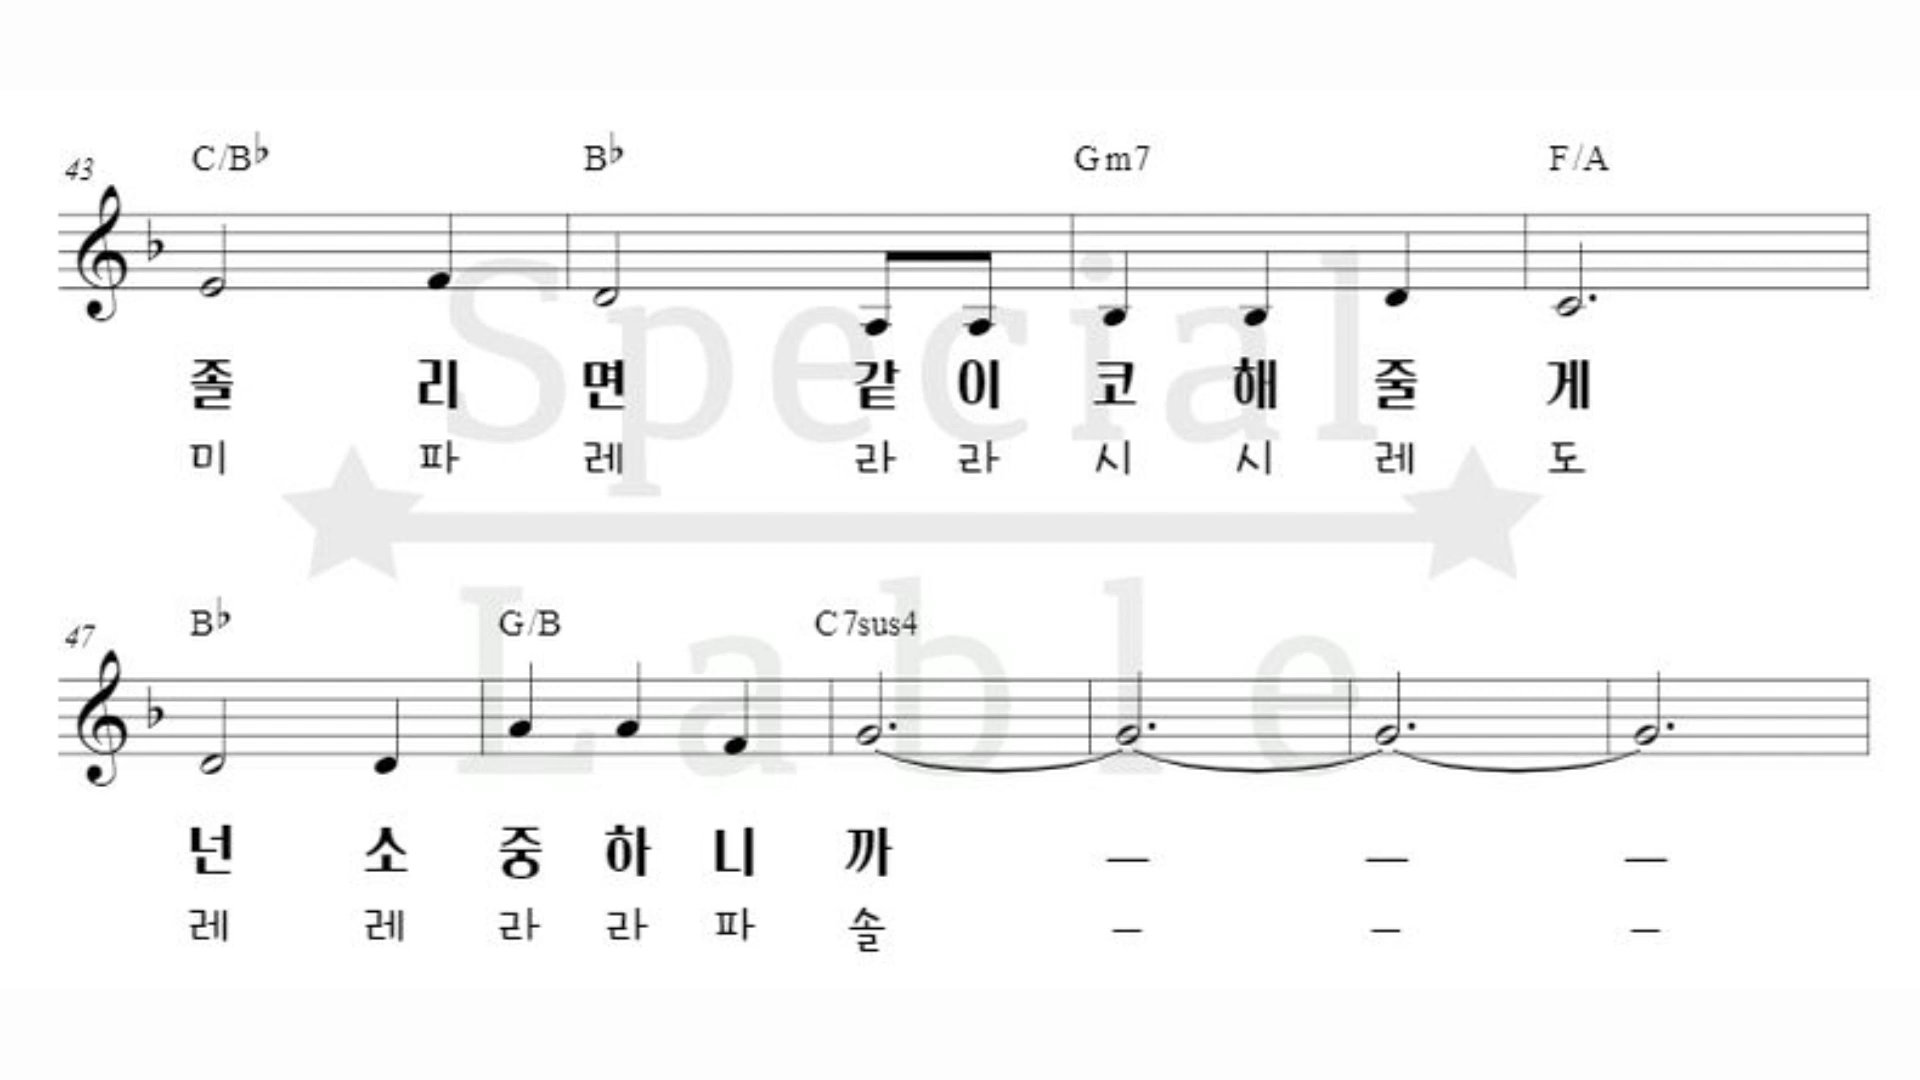 43 C/B♭ B♭ Gm7 F/A
졸 리 면 같 이 코 해 줄 게
미 파 레 라 라 시 시 레 도
Special
Lable
47 B♭ G/B C7sus4
넌 소 중 하 니 까 — — —
레 레 라 라 파 솔 — — —